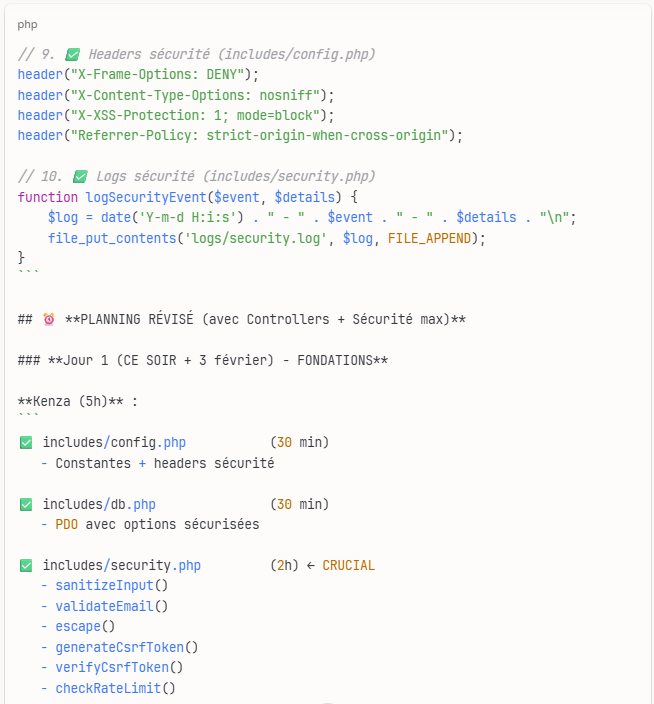 php
// 9. ✅ Headers sécurité (includes/config.php)
header("X-Frame-Options: DENY");
header("X-Content-Type-Options: nosniff");
header("X-XSS-Protection: 1; mode=block");
header("Referrer-Policy: strict-origin-when-cross-origin");

// 10. ✅ Logs sécurité (includes/security.php)
function logSecurityEvent($event, $details) {
    $log = date('Y-m-d H:i:s') . " - " . $event . " - " . $details . "\n";
    file_put_contents('logs/security.log', $log, FILE_APPEND);
}
```

## ⏰ **PLANNING RÉVISÉ (avec Controllers + Sécurité max)**

### **Jour 1 (CE SOIR + 3 février) - FONDATIONS**

**Kenza (5h)** :
```
✅ includes/config.php           (30 min)
   - Constantes + headers sécurité

✅ includes/db.php               (30 min)
   - PDO avec options sécurisées

✅ includes/security.php         (2h) ← CRUCIAL
   - sanitizeInput()
   - validateEmail()
   - escape()
   - generateCsrfToken()
   - verifyCsrfToken()
   - checkRateLimit()